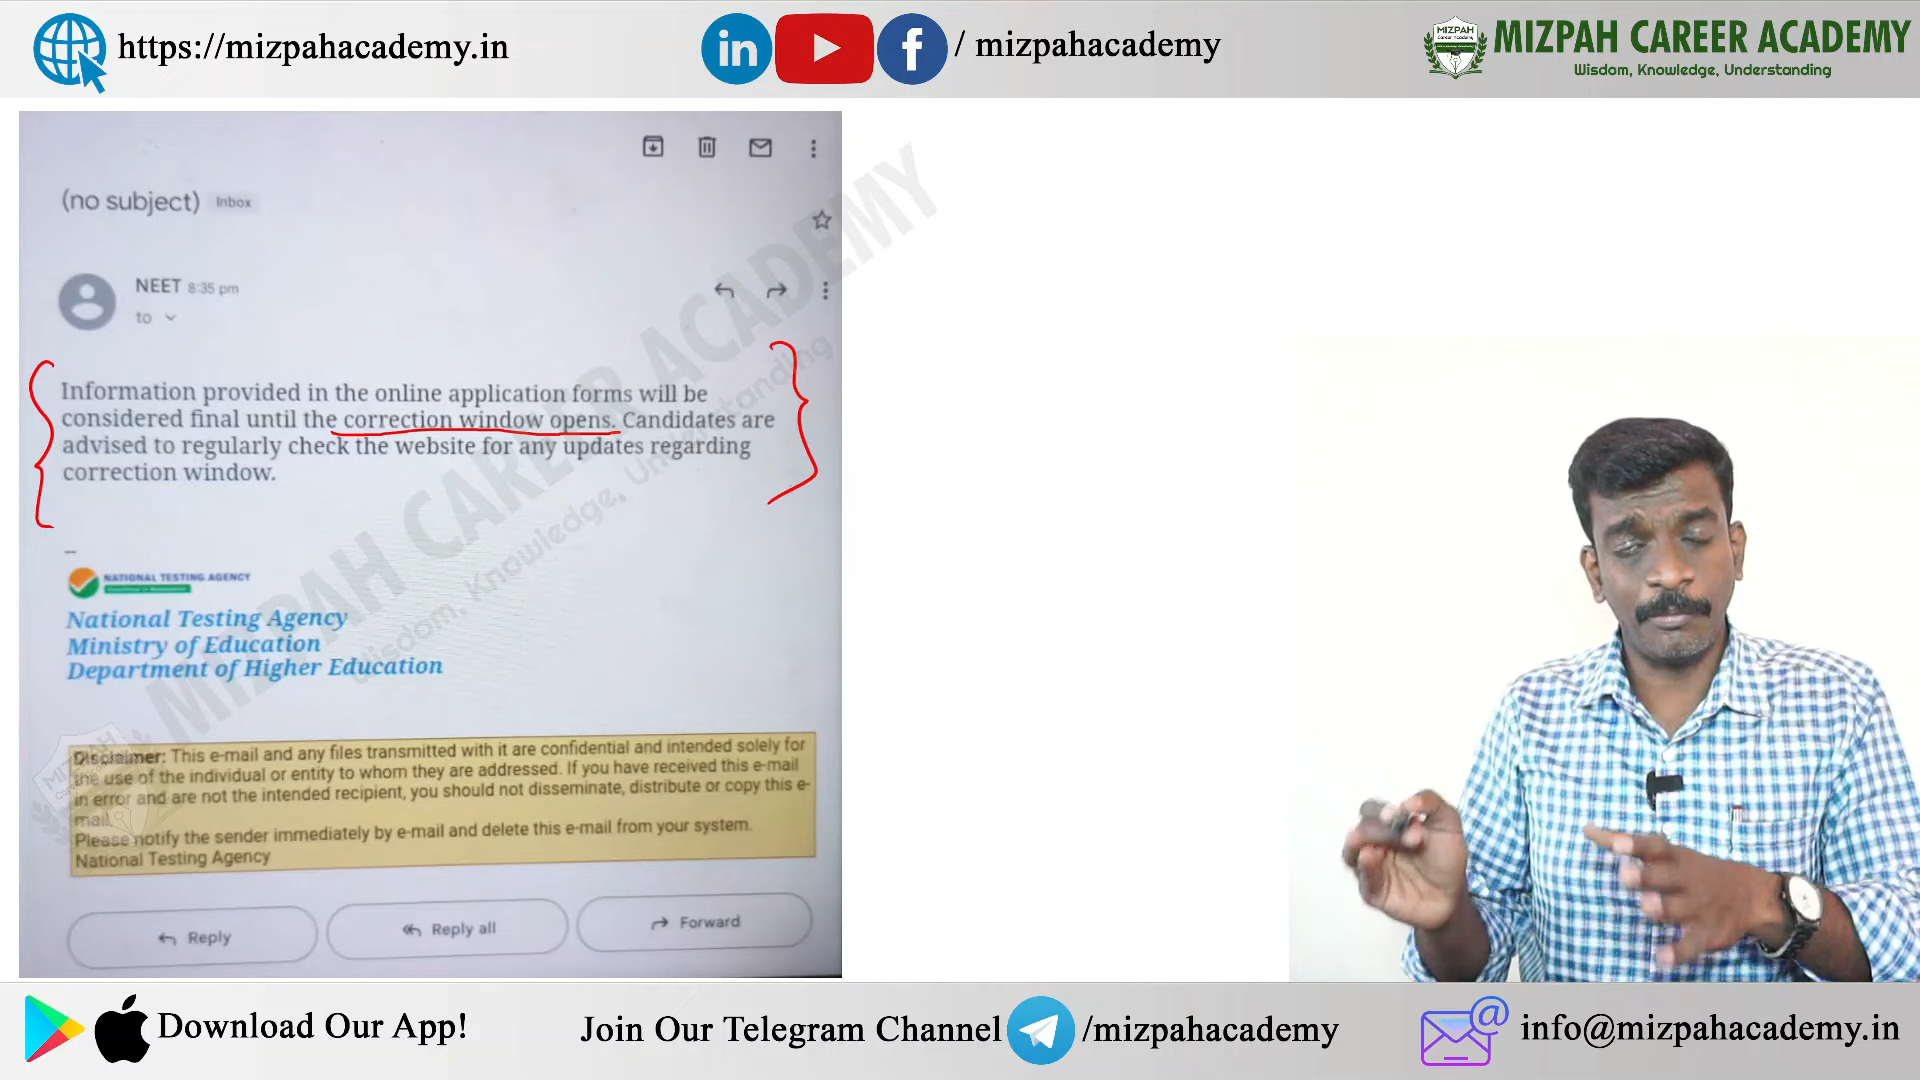 https://mizpahacademy.in
/ mizpahacademy
MIZPAH CAREER ACADEMY
Wisdom, Knowledge, Understanding
(no subject) Inbox
NEET 8:35 pm
to
Information provided in the online application forms will be
considered final until the correction window opens. Candidates are
advised to regularly check the website for any updates regarding
correction window.
--
NATIONAL TESTING AGENCY
National Testing Agency
Ministry of Education
Department of Higher Education
Disclaimer: This e-mail and any files transmitted with it are confidential and intended solely for
the use of the individual or entity to whom they are addressed. If you have received this e-mail
in error and are not the intended recipient, you should not disseminate, distribute or copy this e-
mail.
Please notify the sender immediately by e-mail and delete this e-mail from your system.
National Testing Agency
Reply
Reply all
Forward
MIZPAH CAREER ACADEMY
Wisdom, Knowledge, Understanding
Download Our App!
Join Our Telegram Channel /mizpahacademy
info@mizpahacademy.in